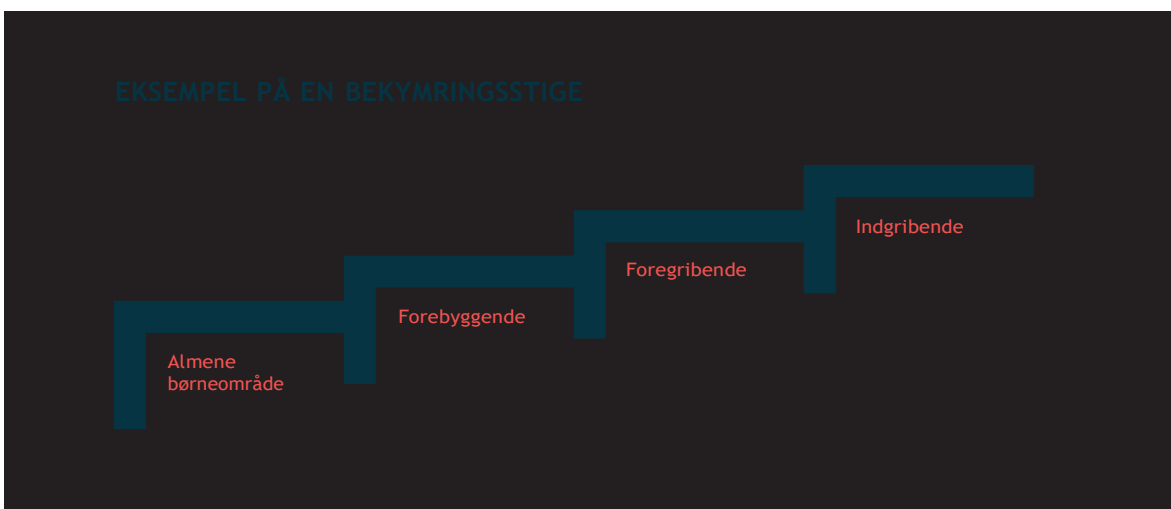 EKSEMPEL PÅ EN BEKYMRINGSSTIGE
Almene
børneområde
Forebyggende
Foregribende
Indgribende